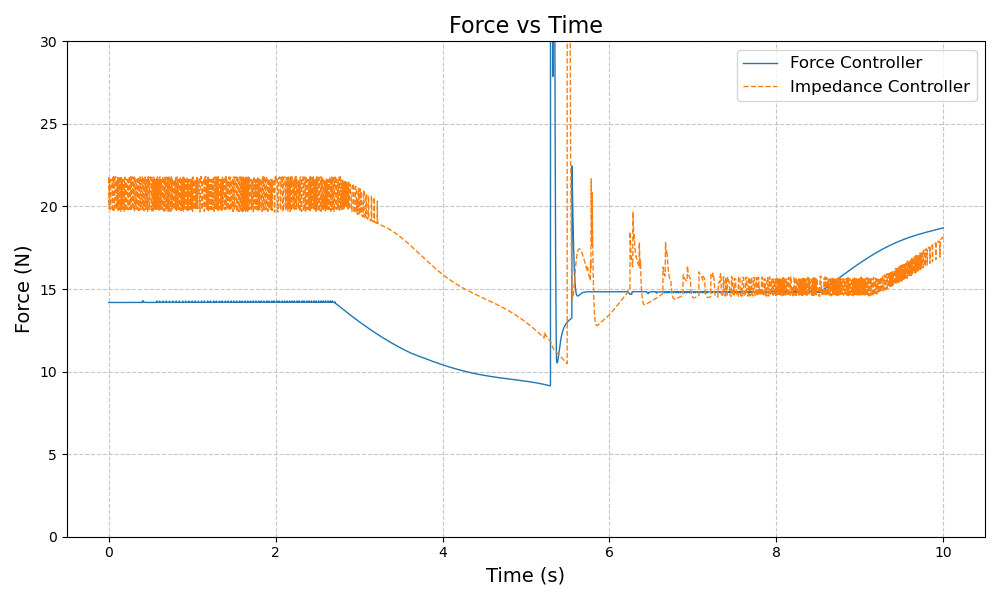 Force vs Time
Force Controller
Impedance Controller
30
25
20
15
10
5
0
Force (N)
0 2 4 6 8 10
Time (s)